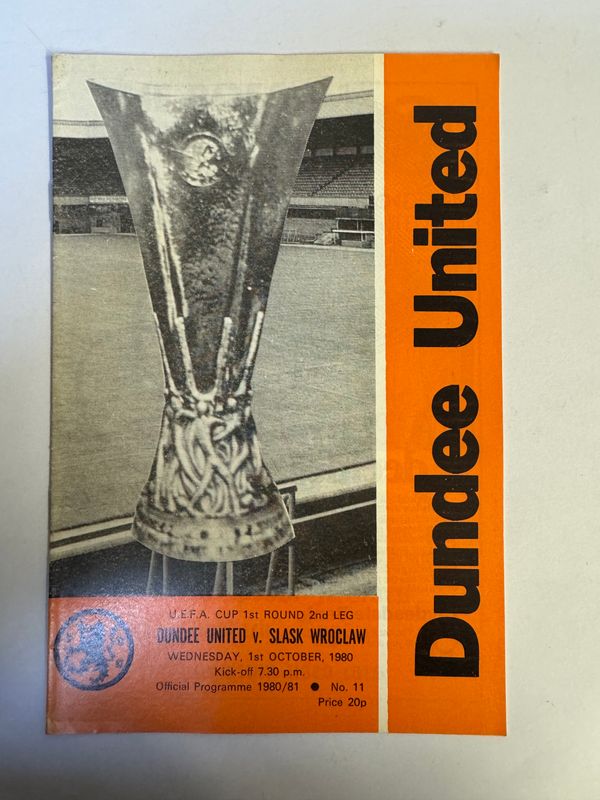 U.E.F.A. CUP 1st ROUND 2nd LEG
DUNDEE UNITED v. SLASK WROCLAW
WEDNESDAY, 1st OCTOBER, 1980
Kick-off 7.30 p.m.
Official Programme 1980/81 ● No. 11
Price 20p
Dundee United